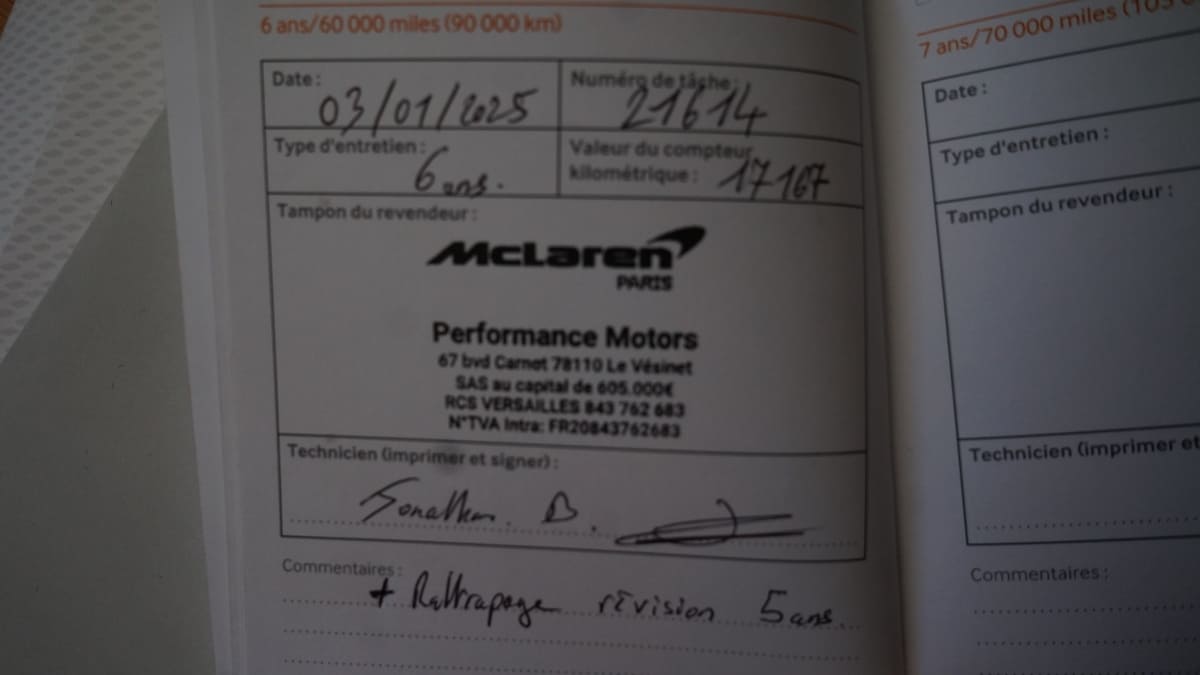 6 ans/60 000 miles (90 000 km)
Date :
03/01/2025
Numéro de tâche :
21614
Type d'entretien :
6 ans.
Valeur du compteur
kilométrique :
17167
Tampon du revendeur :
McLaren
PARIS
Performance Motors
67 bvd Carnot 78110 Le Vésinet
SAS au capital de 605.000€
RCS VERSAILLES 843 762 683
N°TVA Intra: FR20843762683
Technicien (imprimer et signer) :
Jonathan. B.
Commentaires :
+ Rattrapage révision 5 ans.
7 ans/70 000 miles (105
Date :
Type d'entretien :
Tampon du revendeur :
Technicien (imprimer et
Commentaires :